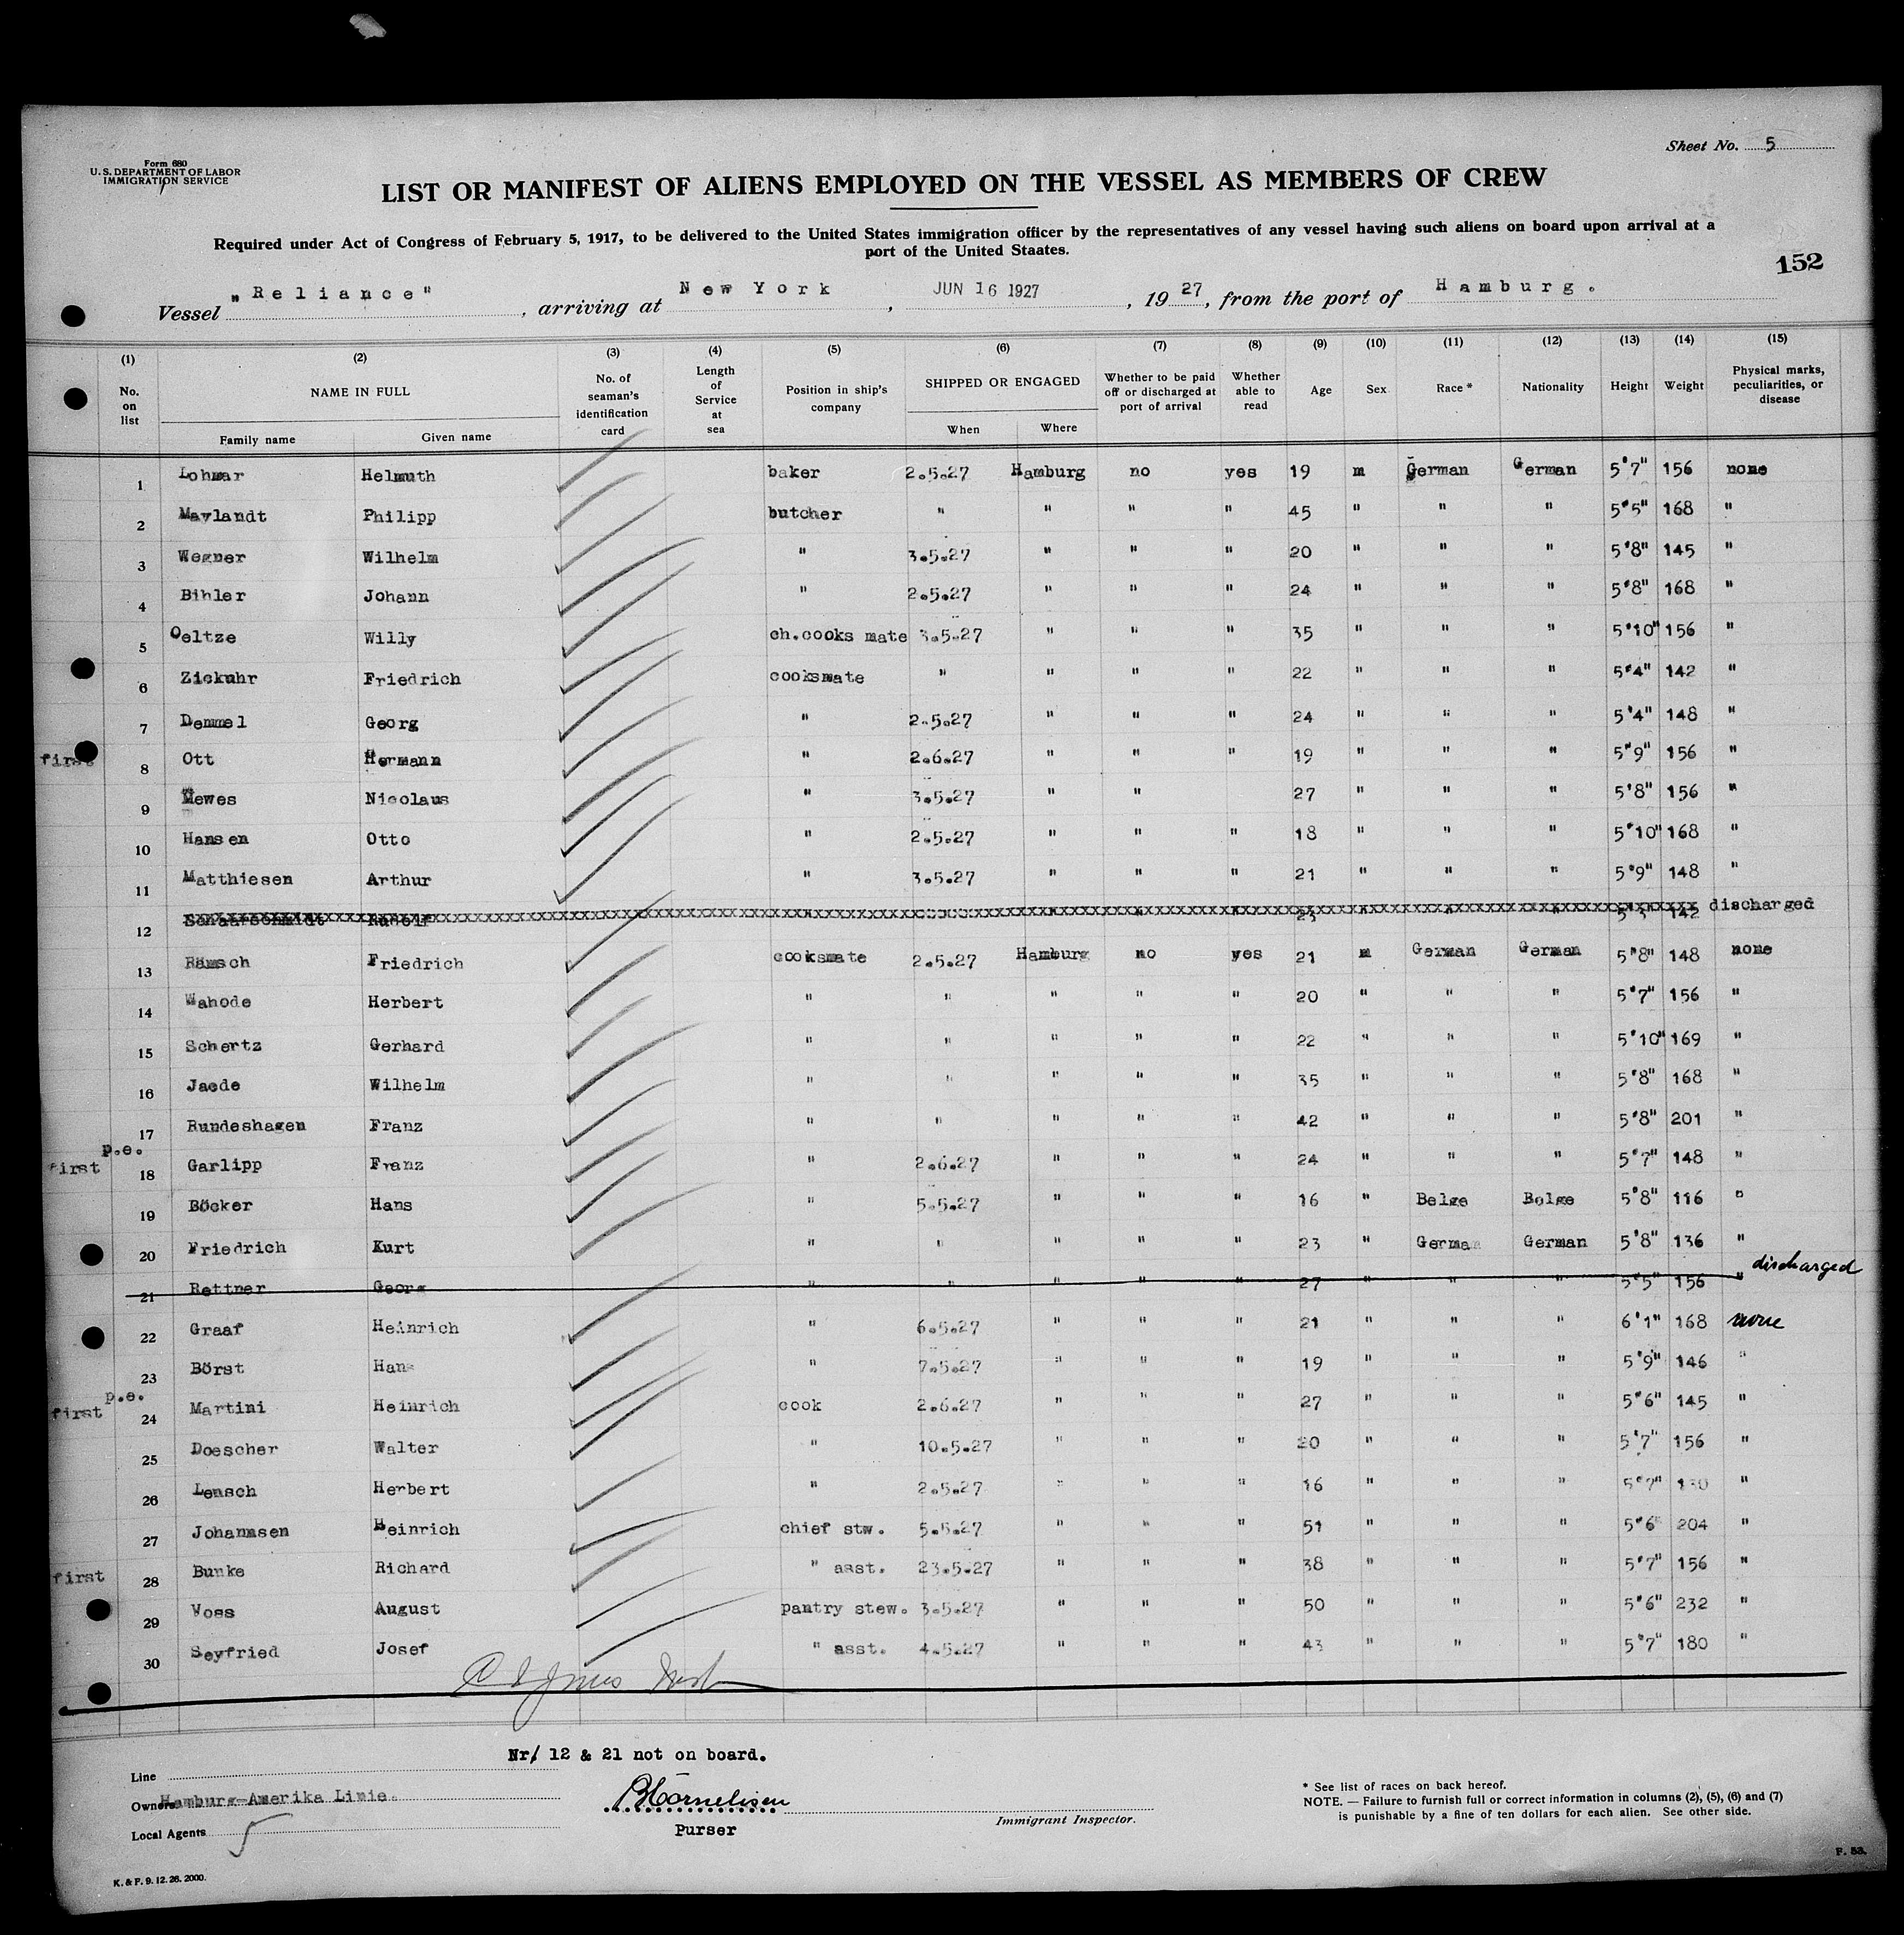 Form 680
U. S. DEPARTMENT OF LABOR
IMMIGRATION SERVICE
Sheet No. 5
LIST OR MANIFEST OF ALIENS EMPLOYED ON THE VESSEL AS MEMBERS OF CREW
Required under Act of Congress of February 5, 1917, to be delivered to the United States immigration officer by the representatives of any vessel having such aliens on board upon arrival at a
port of the United Staates.
152
Vessel „Reliance", arriving at New York, JUN 16 1927, 19 27, from the port of Hamburg.
(1) (2) (3) (4) (5) (6) (7) (8) (9) (10) (11) (12) (13) (14) (15)
No. on list NAME IN FULL Family name Given name No. of seaman's identification card Length of Service at sea Position in ship's company SHIPPED OR ENGAGED When Where Whether to be paid off or discharged at port of arrival Whether able to read Age Sex Race * Nationality Height Weight Physical marks, peculiarities, or disease
1 Lohmar Helmuth baker 2.5.27 Hamburg no yes 19 m German German 5'7" 156 none
2 Maylandt Philipp butcher " " " " 45 " " " 5'5" 168 "
3 Wegner Wilhelm " 3.5.27 " " " 20 " " " 5'8" 145 "
4 Bihler Johann " 2.5.27 " " " 24 " " " 5'8" 168 "
5 Oeltze Willy ch.cooks mate 3.5.27 " " " 35 " " " 5'10" 156 "
6 Zickuhr Friedrich cooksmate " " " " 22 " " " 5'4" 142 "
7 Demmel Georg " 2.5.27 " " " 24 " " " 5'4" 148 "
first 8 Ott Hermann " 2.6.27 " " " 19 " " " 5'9" 156 "
9 Hewes Nicolaus " 3.5.27 " " 27 " " " 5'8" 156 "
10 Hansen Otto " 2.5.27 " " " 18 " " " 5'10" 168 "
11 Matthiesen Arthur " 3.5.27 " " " 21 " " " 5'9" 148 "
12 Schaarschmidt Rudolf " " " " 23 " " " 5'3" 142 discharged
13 Rämsch Friedrich cooksmate 2.5.27 Hamburg no yes 21 m German German 5'8" 148 none
14 Wahode Herbert " " " " " 20 " " " 5'7" 156 "
15 Schertz Gerhard " " " " " 22 " " " 5'10" 169 "
16 Jaede Wilhelm " " " " " 35 " " " 5'8" 168 "
17 Rundeshagen Franz " " " " " 42 " " " 5'8" 201 "
p.e.
first 18 Garlipp Franz " 2.6.27 " " " 24 " " " 5'7" 148 "
19 Böcker Hans " 5.5.27 " " " 16 " Belge Belge 5'8" 116 "
20 Friedrich Kurt " " " " " 23 " German German 5'8" 136 "
21 Rettner Georg " " " " " 27 " " " 5'5" 156 " discharged
22 Graaf Heinrich " 6.5.27 " " " 21 " " " 6'1" 168 none
23 Börst Hans " 7.5.27 " " " 19 " " " 5'9" 146 "
p.e.
first 24 Martini Heinrich cook 2.6.27 " " " 27 " " " 5'6" 145 "
25 Doescher Walter " 10.5.27 " " " 20 " " " 5'7" 156 "
26 Lensch Herbert " 2.5.27 " " " 16 " " " 5'7" 130 "
27 Johannsen Heinrich chief stw. 5.5.27 " " " 51 " " " 5'6" 204 "
first 28 Bunke Richard " asst. 23.5.27 " " " 38 " " " 5'7" 156 "
29 Voss August pantry stew. 3.5.27 " " " 50 " " " 5'6" 232 "
30 Seyfried Josef " asst. 4.5.27 " " " 43 " " " 5'7" 180 "
Nr/ 12 & 21 not on board.
Line
Owners Hamburg-Amerika Linie.
Local Agents
Purser
Immigrant Inspector.
* See list of races on back hereof.
NOTE. — Failure to furnish full or correct information in columns (2), (5), (6) and (7)
is punishable by a fine of ten dollars for each alien. See other side.
K. & P. 9. 12. 26. 2000.
P. 53.